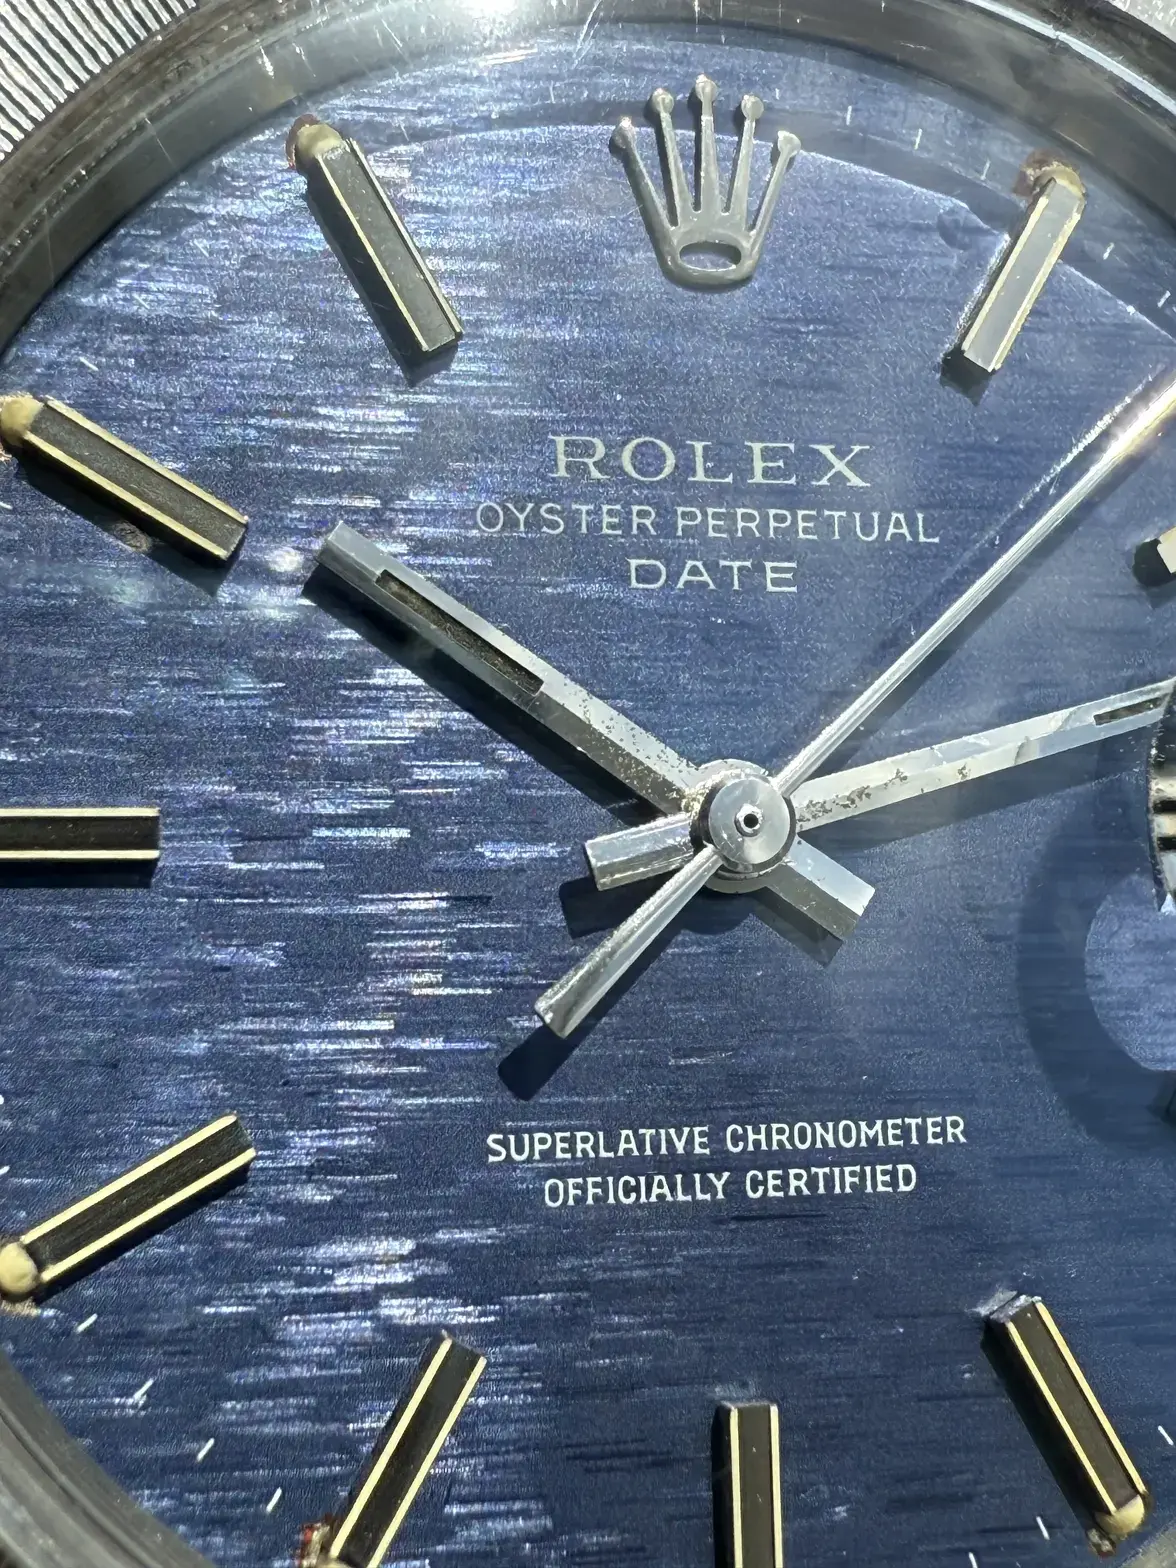 ROLEX
OYSTER PERPETUAL
DATE
SUPERLATIVE CHRONOMETER
OFFICIALLY CERTIFIED